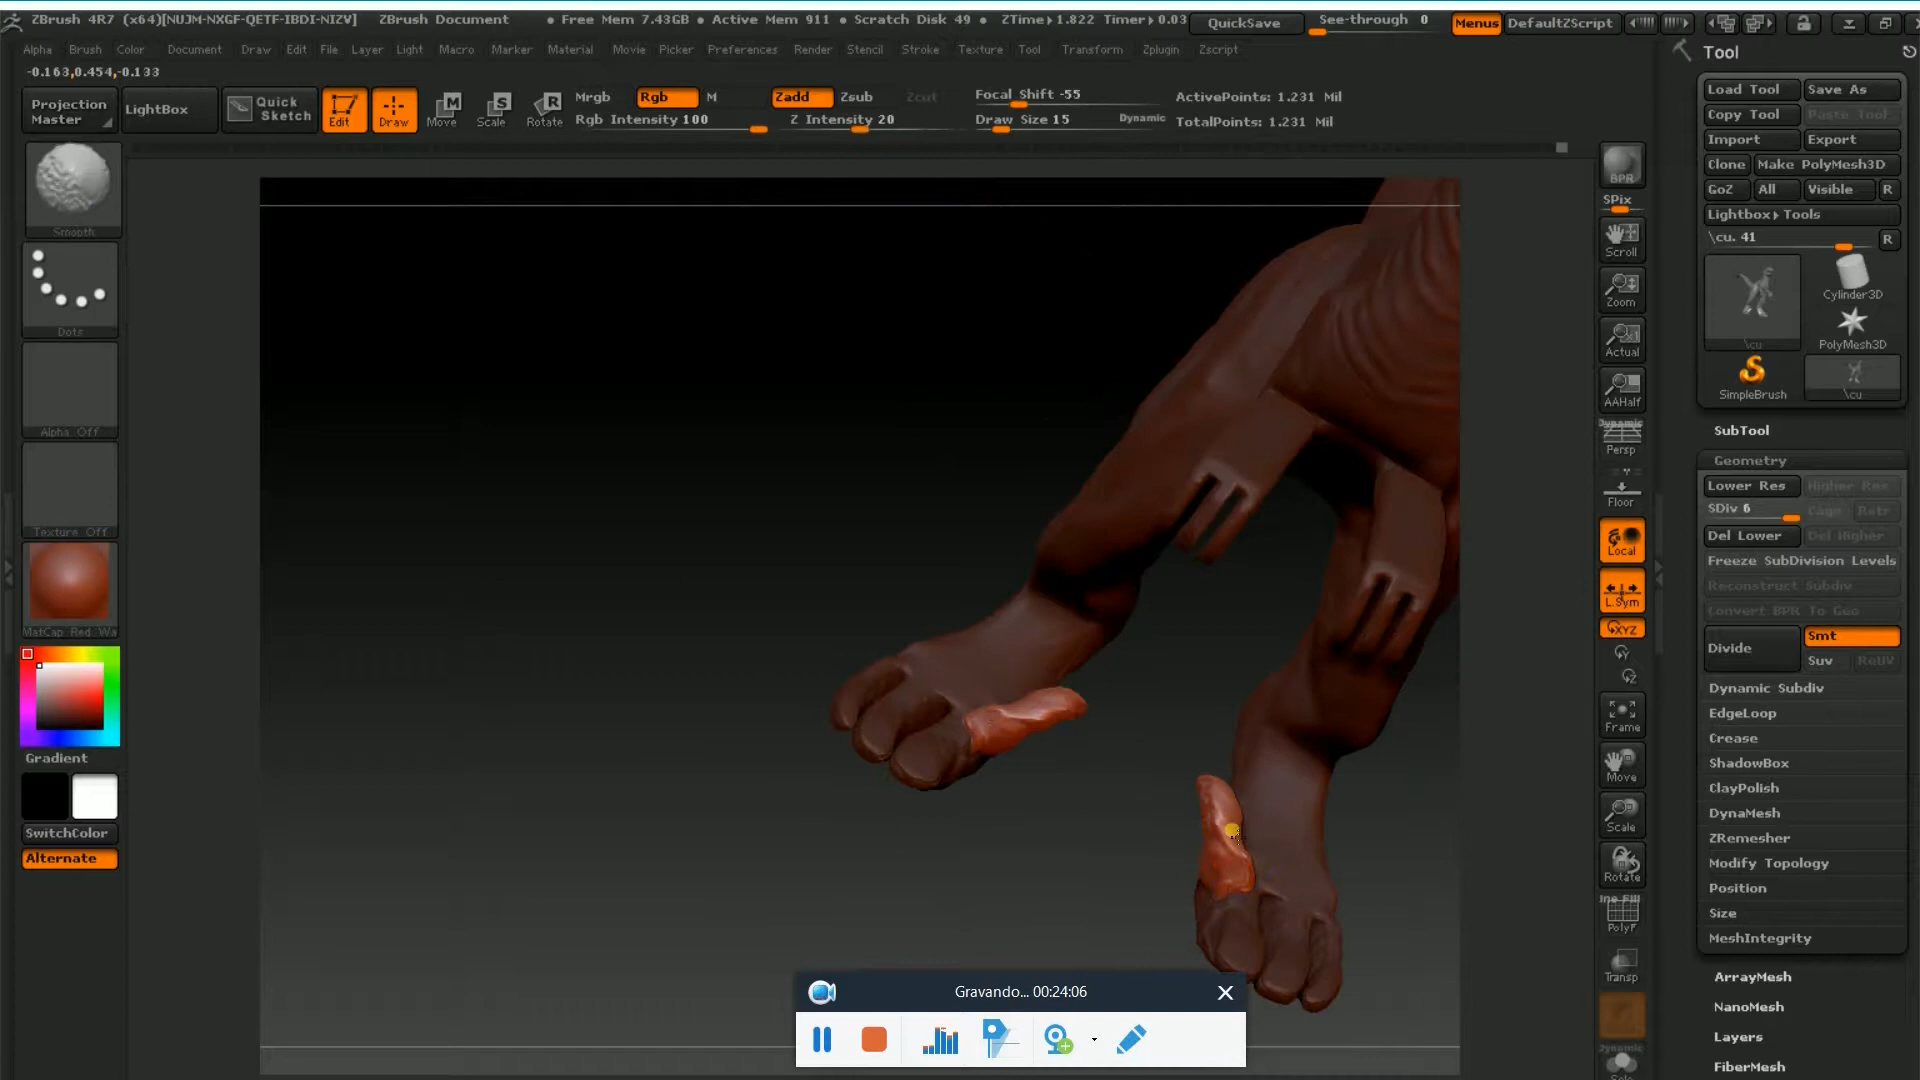 ZBrush 4R7 (x64)[NUJM-NXGF-QETF-IBDI-NIZV] ZBrush Document • Free Mem 7.43GB • Active Mem 911 • Scratch Disk 49 • ZTime▸1.822 Timer▸0.03 QuickSave See-through 0 Menus DefaultZScript
Alpha Brush Color Document Draw Edit File Layer Light Macro Marker Material Movie Picker Preferences Render Stencil Stroke Texture Tool Transform Zplugin Zscript
-0.163,0.454,-0.133
Projection Master
LightBox
Quick Sketch
Edit
Draw
Move
Scale
Rotate
Mrgb Rgb M
Rgb Intensity 100
Zadd Zsub Zcut
Z Intensity 20
Focal Shift -55
Draw Size 15 Dynamic
ActivePoints: 1.231 Mil
TotalPoints: 1.231 Mil
Smooth
Dots
Alpha Off
Texture Off
MatCap Red Wa
Gradient
SwitchColor
Alternate
BPR
SPix
Scroll
Zoom
Actual
AAHalf
Dynamic
Persp
Floor
Local
L.Sym
XYZ
Y
Z
Frame
Move
Scale
Rotate
PolyF
Transp
Dynamic
Tool
Load Tool Save As
Copy Tool Paste Tool
Import Export
Clone Make PolyMesh3D
GoZ All Visible R
Lightbox▸Tools
\cu. 41 R
\cu
Cylinder3D
PolyMesh3D
SimpleBrush
\cu
SubTool
Geometry
Lower Res Higher Res
SDiv 6 Cage Rstr
Del Lower Del Higher
Freeze SubDivision Levels
Reconstruct Subdiv
Convert BPR To Geo
Divide Smt
Suv ReUV
Dynamic Subdiv
EdgeLoop
Crease
ShadowBox
ClayPolish
DynaMesh
ZRemesher
Modify Topology
Position
Size
MeshIntegrity
ArrayMesh
NanoMesh
Layers
FiberMesh
Gravando... 00:24:06